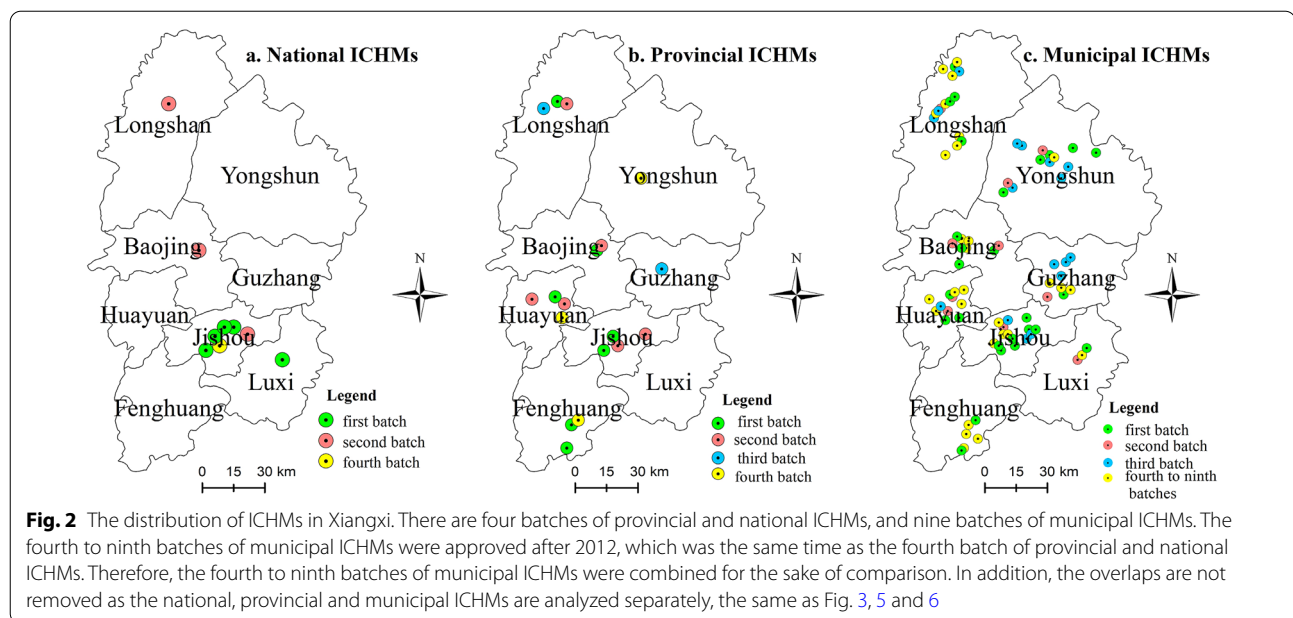 a. National ICHMs
Longshan
Yongshun
Baojing
Guzhang
N
Huayuan
Jishou
Luxi
Fenghuang
Legend
first batch
second batch
fourth batch
0 15 30 km
b. Provincial ICHMs
Longshan
Yongshun
Baojing
Guzhang
N
Huayuan
Jishou
Luxi
Fenghuang
Legend
first batch
second batch
third batch
fourth batch
0 15 30 km
c. Municipal ICHMs
Longshan
Yongshun
Baojing
Guzhang
N
Huayuan
Jishou
Luxi
Fenghuang
Legend
first batch
second batch
third batch
fourth to ninth
batches
0 15 30 km
Fig. 2 The distribution of ICHMs in Xiangxi. There are four batches of provincial and national ICHMs, and nine batches of municipal ICHMs. The
fourth to ninth batches of municipal ICHMs were approved after 2012, which was the same time as the fourth batch of provincial and national
ICHMs. Therefore, the fourth to ninth batches of municipal ICHMs were combined for the sake of comparison. In addition, the overlaps are not
removed as the national, provincial and municipal ICHMs are analyzed separately, the same as Fig. 3, 5 and 6